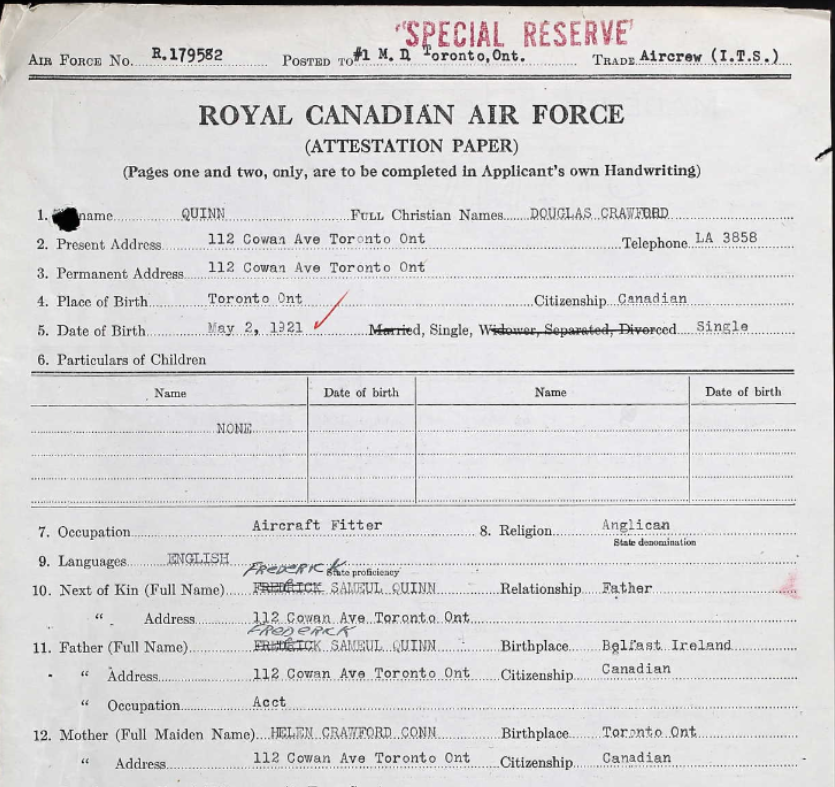 "SPECIAL RESERVE"
AIR FORCE NO. R.179582 POSTED TO #1 M. D Toronto, Ont. TRADE Aircrew (I.T.S.)
ROYAL CANADIAN AIR FORCE
(ATTESTATION PAPER)
(Pages one and two, only, are to be completed in Applicant's own Handwriting)
1. name QUINN FULL Christian Names DOUGLAS CRAWFORD
2. Present Address 112 Cowan Ave Toronto Ont Telephone LA 3858
3. Permanent Address 112 Cowan Ave Toronto Ont
4. Place of Birth Toronto Ont Citizenship Canadian
5. Date of Birth May 2, 1921 Married, Single, Widower, Separated, Divorced Single
6. Particulars of Children
Name Date of birth Name Date of birth
NONE
7. Occupation Aircraft Fitter 8. Religion Anglican
State denomination
9. Languages ENGLISH
State proficiency
FREDERICK
10. Next of Kin (Full Name) SAMEUL QUINN Relationship Father
" Address 112 Cowan Ave Toronto Ont
FREDERICK
11. Father (Full Name) SAMEUL QUINN Birthplace Belfast Ireland
" Address 112 Cowan Ave Toronto Ont Citizenship Canadian
" Occupation Acct
12. Mother (Full Maiden Name) HELEN CRAWFORD CONN Birthplace Toronto Ont
" Address 112 Cowan Ave Toronto Ont Citizenship Canadian